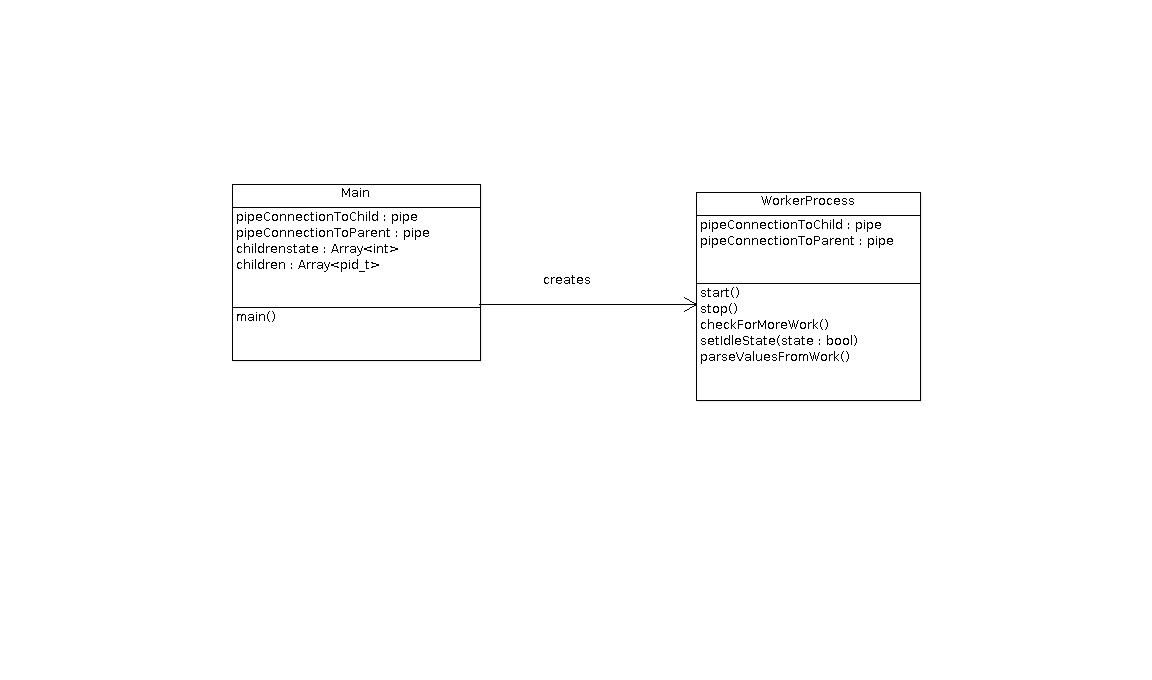 Main
pipeConnectionToChild : pipe
pipeConnectionToParent : pipe
childrenstate : Array<int>
children : Array<pid_t>
main()
creates
WorkerProcess
pipeConnectionToChild : pipe
pipeConnectionToParent : pipe
start()
stop()
checkForMoreWork()
setIdleState(state : bool)
parseValuesFromWork()